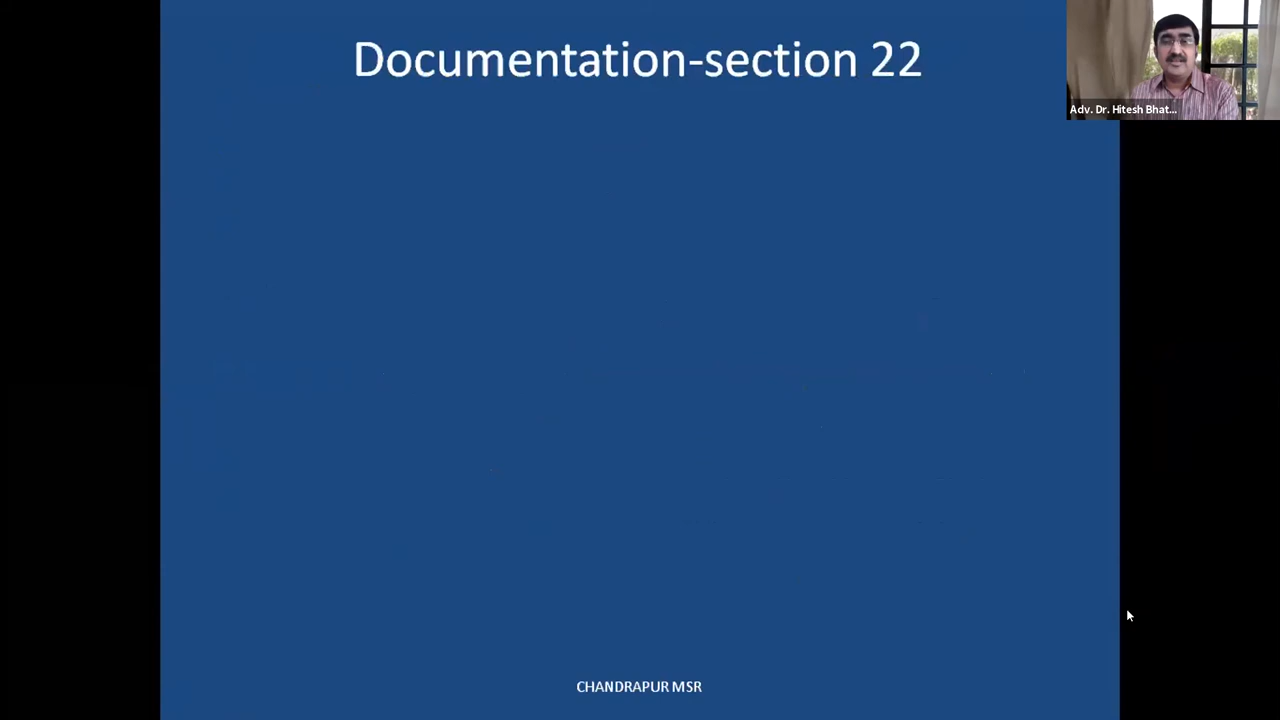 Documentation-section 22
Adv. Dr. Hitesh Bhat...
CHANDRAPUR MSR